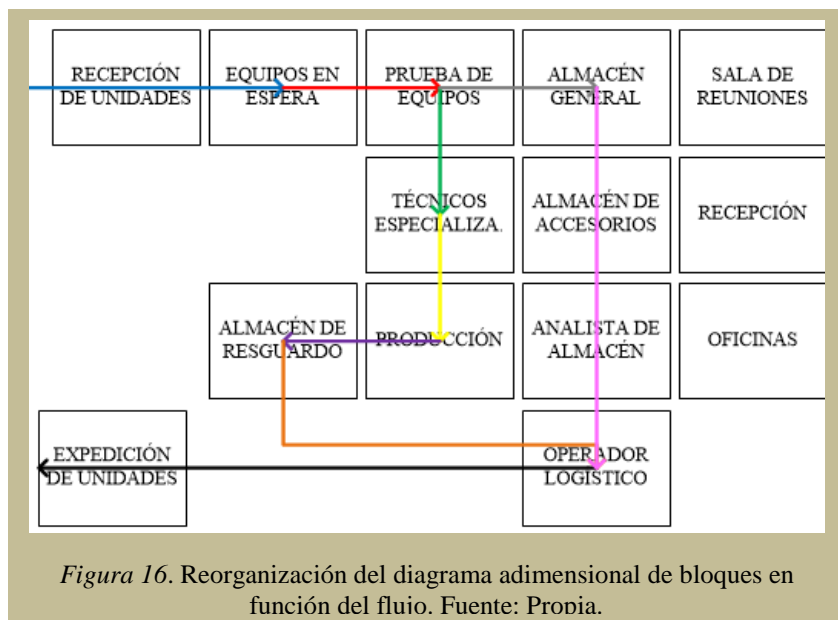 RECEPCIÓN
DE UNIDADES
EQUIPOS EN
ESPERA
PRUEBA DE
EQUIPOS
ALMACÉN
GENERAL
SALA DE
REUNIONES
TÉCNICOS
ESPECIALIZA.
ALMACÉN DE
ACCESORIOS
RECEPCIÓN
ALMACÉN DE
RESGUARDO
PRODUCCIÓN
ANALISTA DE
ALMACÉN
OFICINAS
EXPEDICIÓN
DE UNIDADES
OPERADOR
LOGÍSTICO
Figura 16. Reorganización del diagrama adimensional de bloques en
función del flujo. Fuente: Propia.